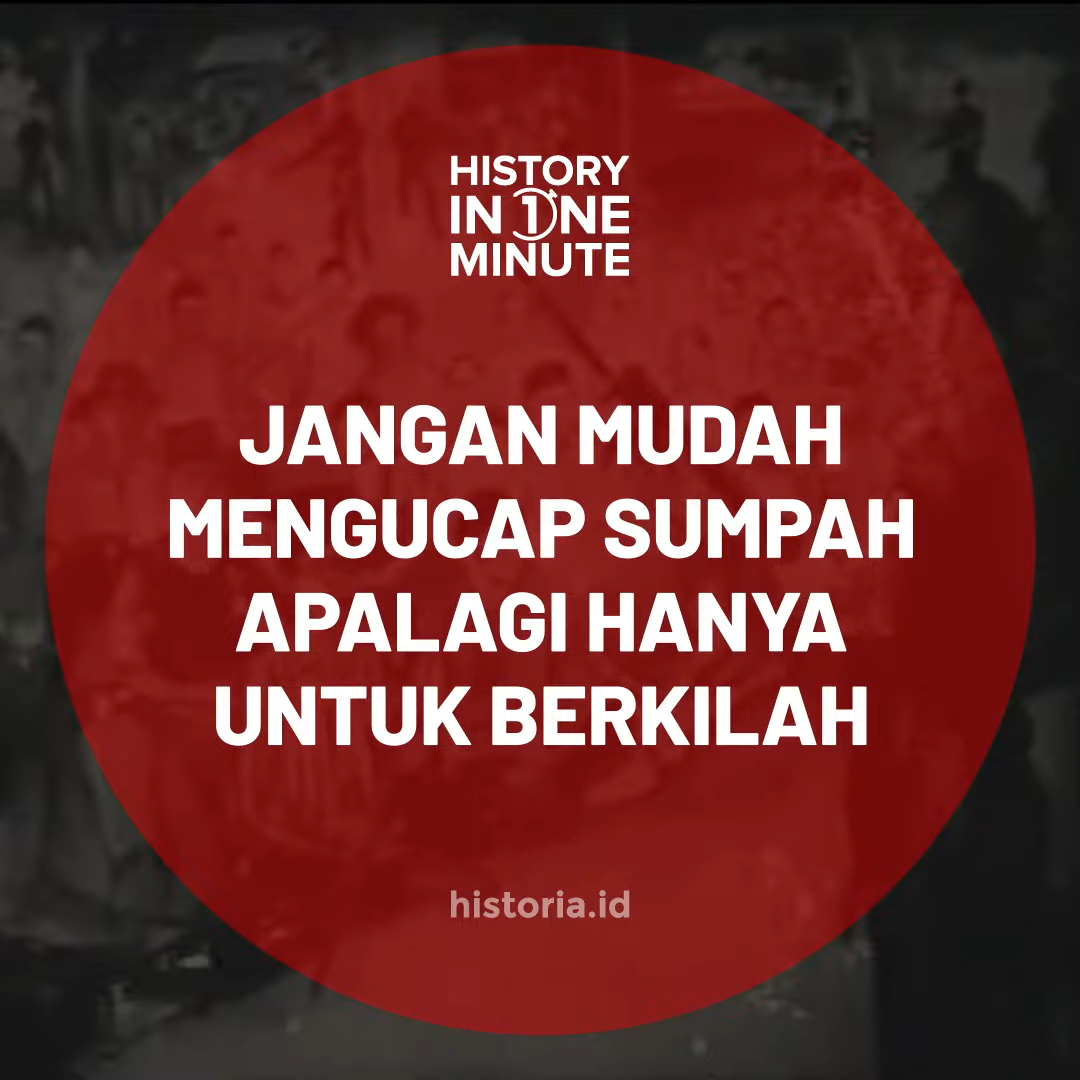 HISTORY
IN 1NE
MINUTE
JANGAN MUDAH
MENGUCAP SUMPAH
APALAGI HANYA
UNTUK BERKILAH
historia.id